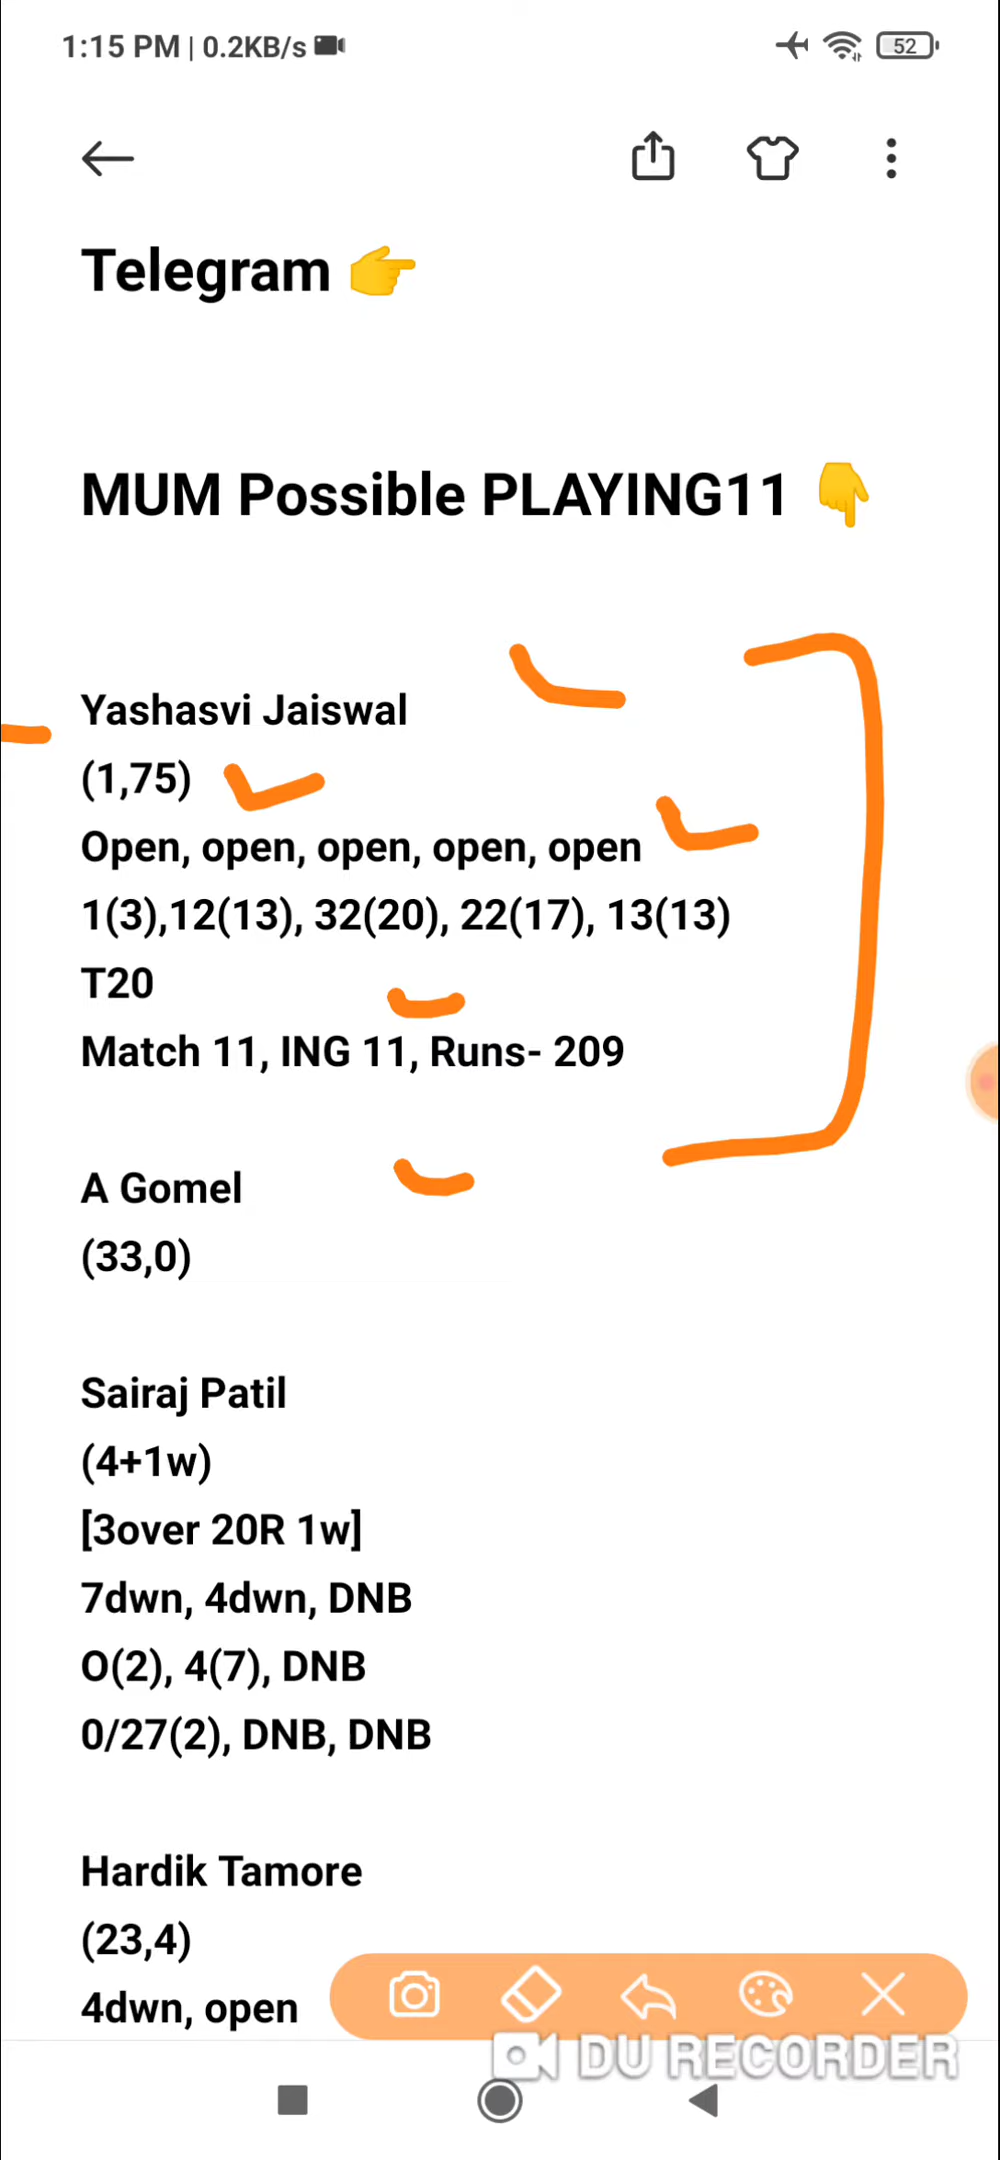 1:15 PM | 0.2KB/s
52
Telegram 👉
MUM Possible PLAYING11 👇
Yashasvi Jaiswal
(1,75)
Open, open, open, open, open
1(3),12(13), 32(20), 22(17), 13(13)
T20
Match 11, ING 11, Runs- 209
A Gomel
(33,0)
Sairaj Patil
(4+1w)
[3over 20R 1w]
7dwn, 4dwn, DNB
O(2), 4(7), DNB
0/27(2), DNB, DNB
Hardik Tamore
(23,4)
4dwn, open
DU RECORDER